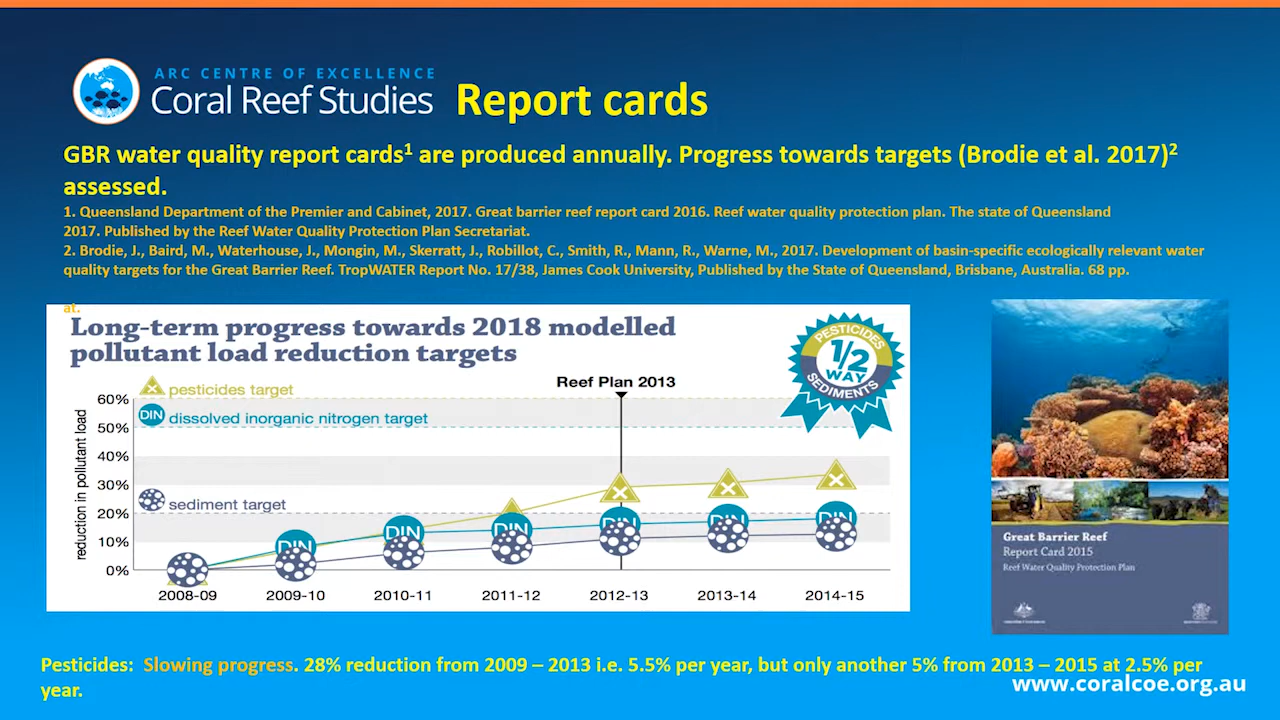 ARC CENTRE OF EXCELLENCE
Coral Reef Studies
Report cards
GBR water quality report cards1 are produced annually. Progress towards targets (Brodie et al. 2017)2
assessed.
1. Queensland Department of the Premier and Cabinet, 2017. Great barrier reef report card 2016. Reef water quality protection plan. The state of Queensland
2017. Published by the Reef Water Quality Protection Plan Secretariat.
2. Brodie, J., Baird, M., Waterhouse, J., Mongin, M., Skerratt, J., Robillot, C., Smith, R., Mann, R., Warne, M., 2017. Development of basin-specific ecologically relevant water
quality targets for the Great Barrier Reef. TropWATER Report No. 17/38, James Cook University, Published by the State of Queensland, Brisbane, Australia. 68 pp.
at.
Long-term progress towards 2018 modelled
pollutant load reduction targets
PESTICIDES
1/2
WAY
SEDIMENTS
Reef Plan 2013
pesticides target
DIN dissolved inorganic nitrogen target
sediment target
reduction in pollutant load
60%
50%
40%
30%
20%
10%
0%
DIN
DIN
DIN
DIN
DIN
DIN
2008-09
2009-10
2010-11
2011-12
2012-13
2013-14
2014-15
Great Barrier Reef
Report Card 2015
Reef Water Quality Protection Plan
Pesticides: Slowing progress. 28% reduction from 2009 – 2013 i.e. 5.5% per year, but only another 5% from 2013 – 2015 at 2.5% per
year.
www.coralcoe.org.au